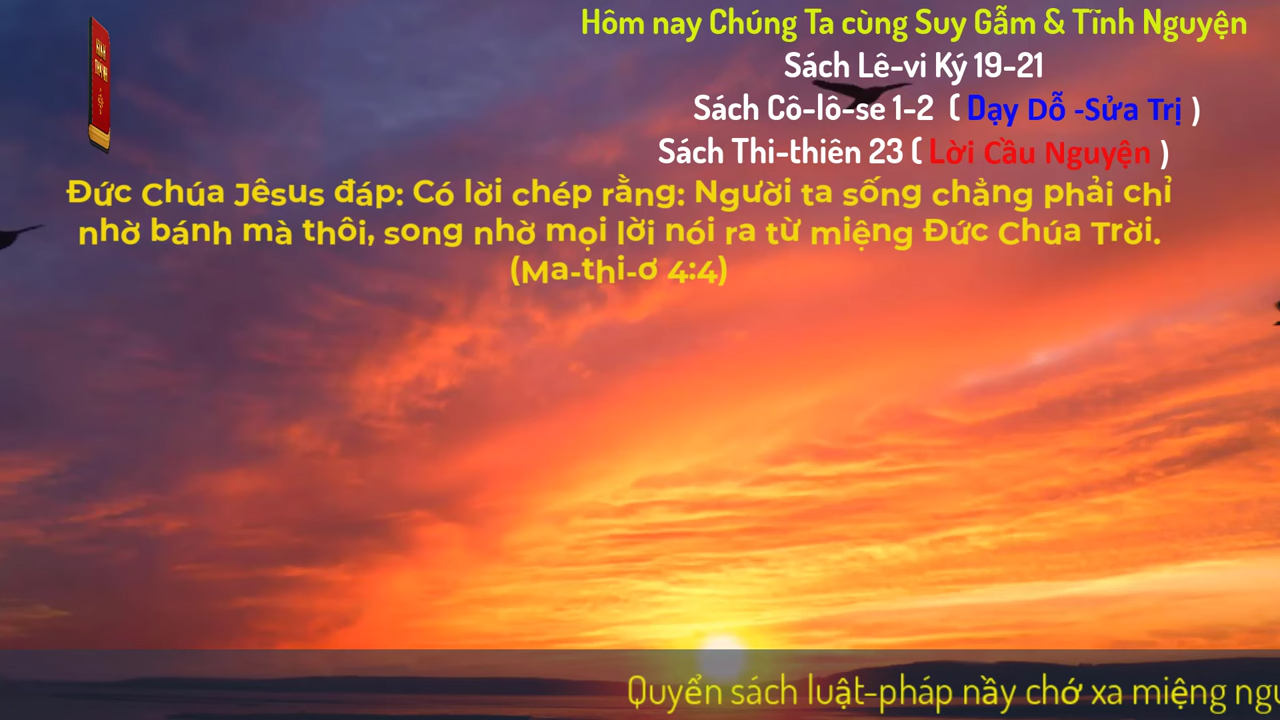 Hôm nay Chúng Ta cùng Suy Gẫm & Tĩnh Nguyện
Sách Lê-vi Ký 19-21
Sách Cô-lô-se 1-2 ( Dạy Dỗ -Sửa Trị )
Sách Thi-thiên 23 ( Lời Cầu Nguyện )
Đức Chúa Jêsus đáp: Có lời chép rằng: Người ta sống chẳng phải chỉ
nhờ bánh mà thôi, song nhờ mọi lời nói ra từ miệng Đức Chúa Trời.
(Ma-thi-ơ 4:4)
Quyển sách luật-pháp nầy chớ xa miệng ngư